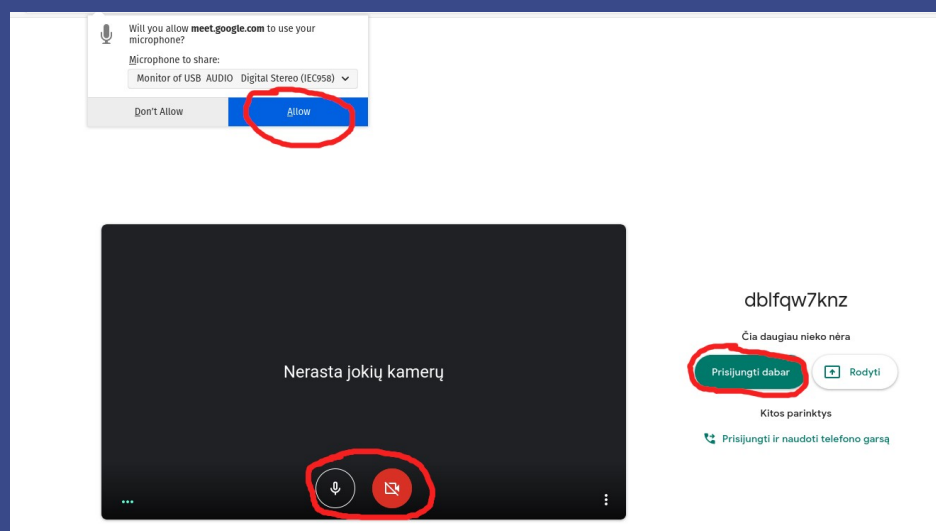 Will you allow meet.google.com to use your
microphone?
Microphone to share:
Monitor of USB AUDIO Digital Stereo (IEC958)
Don't Allow
Allow
Nerasta jokių kamerų
dblfqw7knz
Čia daugiau nieko nėra
Prisijungti dabar
Rodyti
Kitos parinktys
Prisijungti ir naudoti telefono garsą